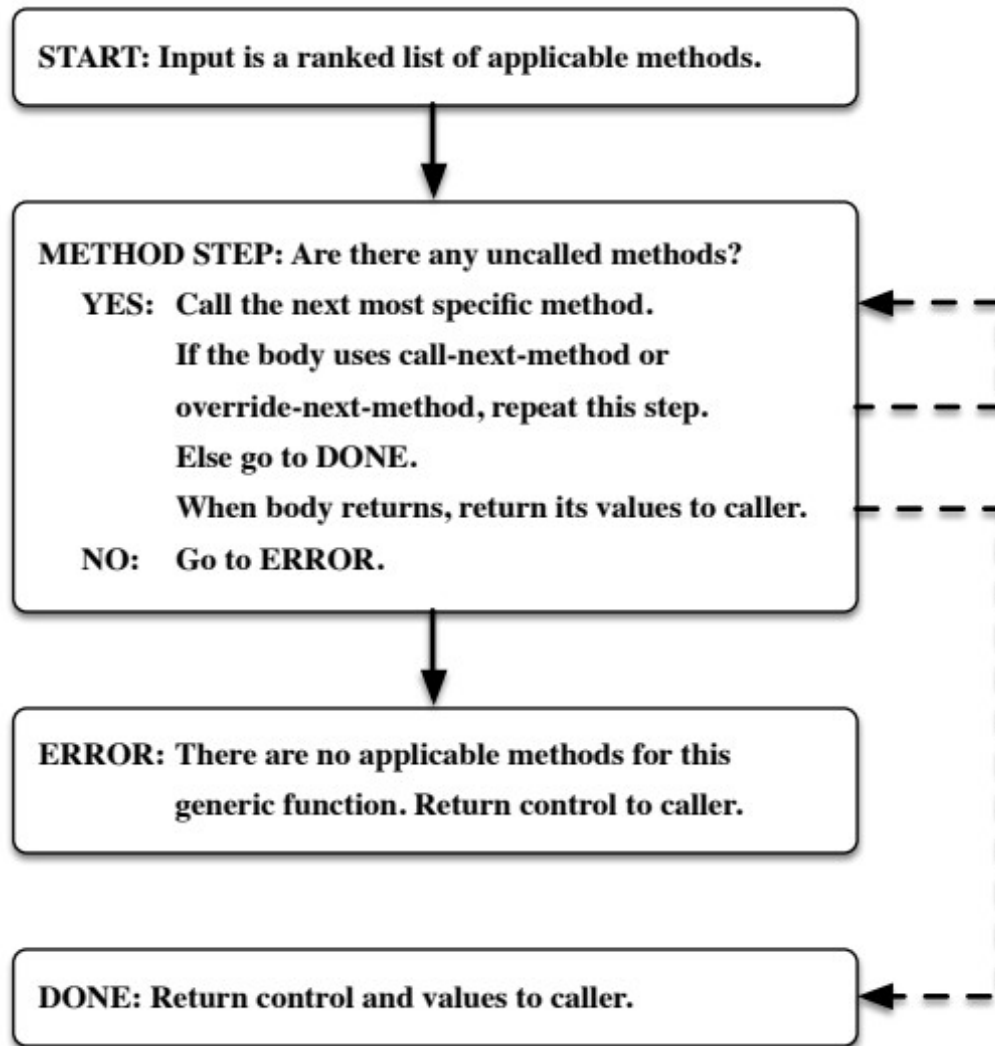 START: Input is a ranked list of applicable methods.
METHOD STEP: Are there any uncalled methods?
YES: Call the next most specific method.
If the body uses call-next-method or
override-next-method, repeat this step.
Else go to DONE.
When body returns, return its values to caller.
NO: Go to ERROR.
ERROR: There are no applicable methods for this
generic function. Return control to caller.
DONE: Return control and values to caller.